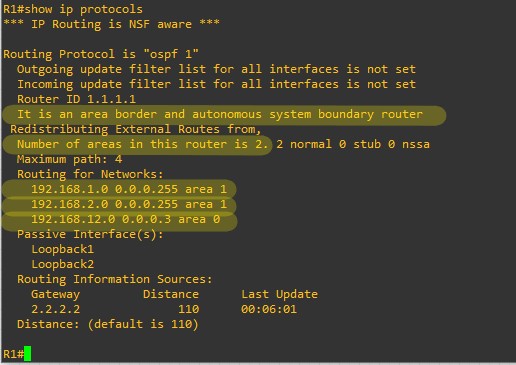 R1#show ip protocols
*** IP Routing is NSF aware ***
Routing Protocol is "ospf 1"
Outgoing update filter list for all interfaces is not set
Incoming update filter list for all interfaces is not set
Router ID 1.1.1.1
It is an area border and autonomous system boundary router
Redistributing External Routes from,
Number of areas in this router is 2. 2 normal 0 stub 0 nssa
Maximum path: 4
Routing for Networks:
192.168.1.0 0.0.0.255 area 1
192.168.2.0 0.0.0.255 area 1
192.168.12.0 0.0.0.3 area 0
Passive Interface(s):
Loopback1
Loopback2
Routing Information Sources:
Gateway Distance Last Update
2.2.2.2 110 00:06:01
Distance: (default is 110)
R1#